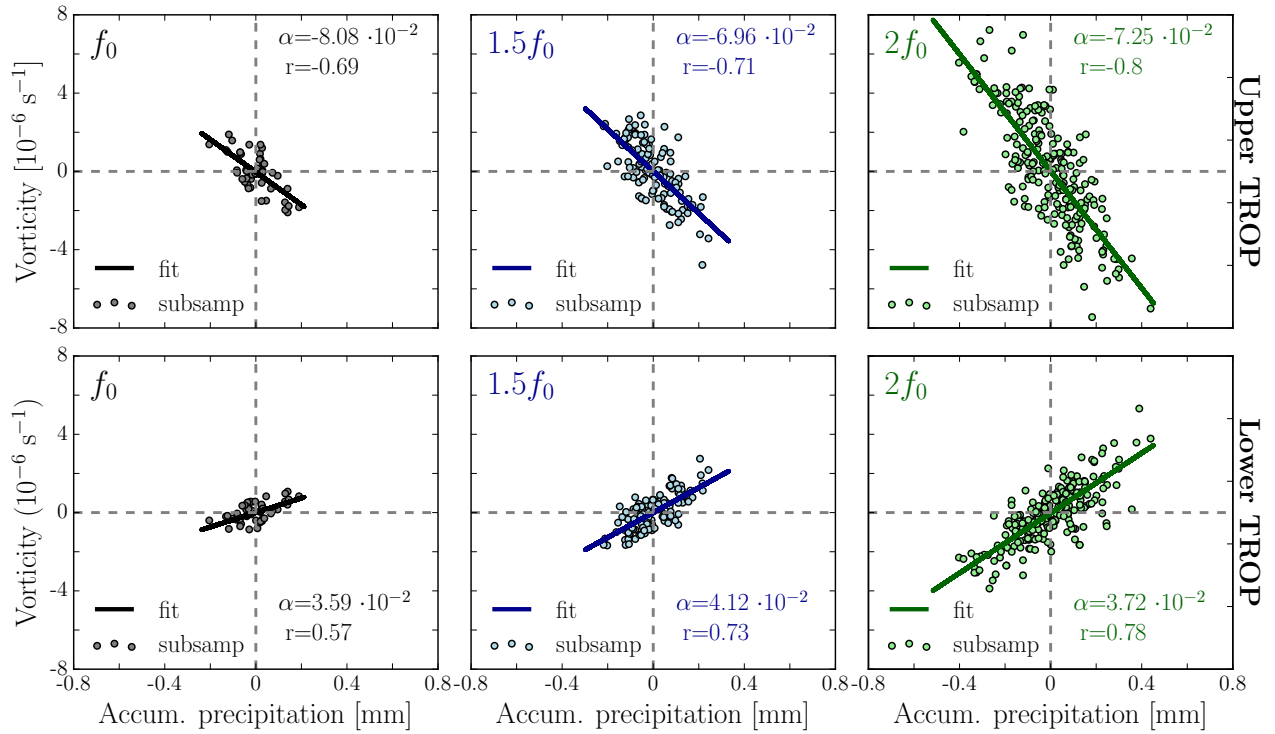 f₀
α=-8.08 ·10⁻²
r=-0.69
1.5f₀
α=-6.96 ·10⁻²
r=-0.71
2f₀
α=-7.25 ·10⁻²
r=-0.8
8
4
0
-4
-8
Vorticity [10⁻⁶ s⁻¹]
fit
subsamp
fit
subsamp
fit
subsamp
Upper TROP
f₀
α=3.59 ·10⁻²
r=0.57
1.5f₀
α=4.12 ·10⁻²
r=0.73
2f₀
α=3.72 ·10⁻²
r=0.78
8
4
0
-4
-8
Vorticity (10⁻⁶ s⁻¹)
fit
subsamp
fit
subsamp
fit
subsamp
Lower TROP
-0.8 -0.4 0 0.4 0.8
-0.8 -0.4 0 0.4 0.8
-0.8 -0.4 0 0.4 0.8
Accum. precipitation [mm]
Accum. precipitation [mm]
Accum. precipitation [mm]